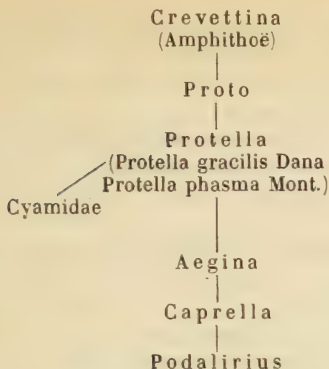 Crevettina
(Amphithoë)
Proto
Protella
(Protella gracilis Dana
Protella phasma Mont.)
Cyamidae
Aegina
Caprella
Podalirius